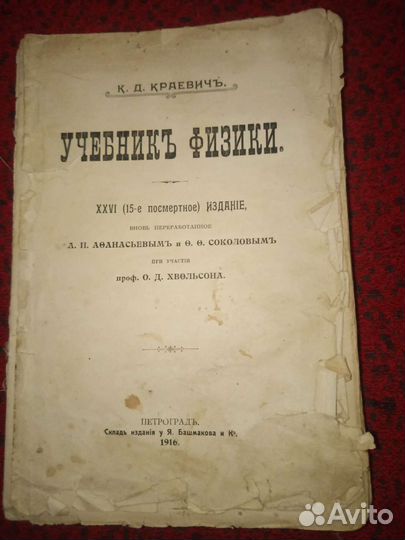 К. Д. КРАЕВИЧЪ.
УЧЕБНИКЪ ФИЗИКИ.
XXVI (15-е посмертное) ИЗДАНІЕ,
ВНОВЬ ПЕРЕРАБОТАННОЕ
А. П. АѲАНАСЬЕВЫМЪ и Ѳ. Ѳ. СОКОЛОВЫМЪ
ПРИ УЧАСТІИ
проф. О. Д. ХВОЛЬСОНА.
ПЕТРОГРАДЪ.
Складъ изданія у Я. Башмакова и Кº.
1916.
Avito